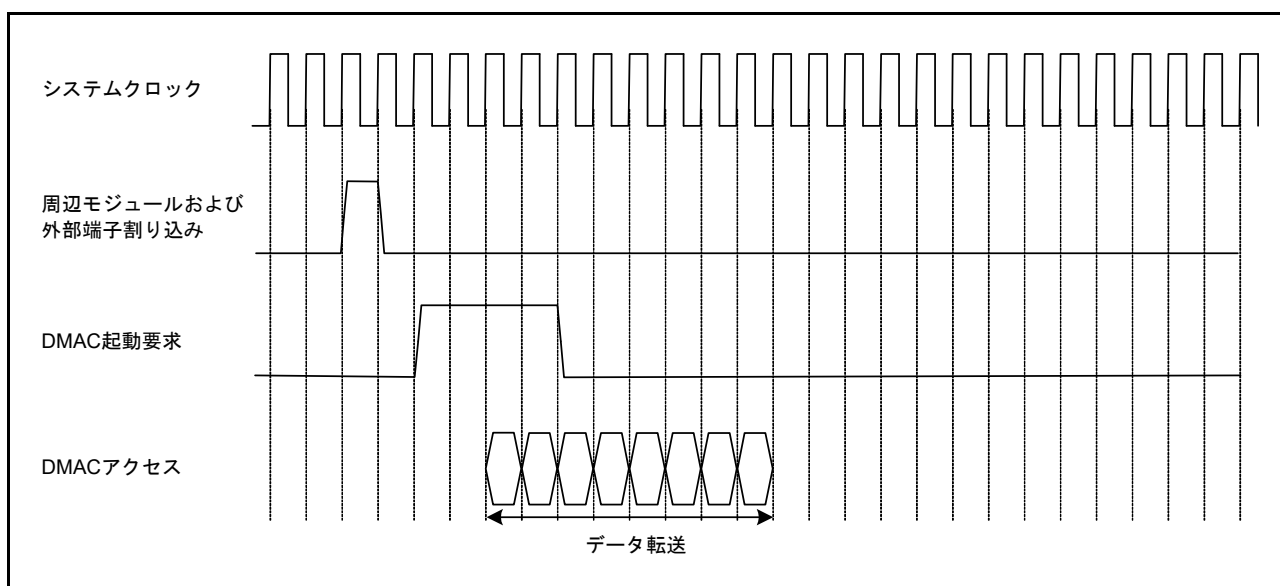 システムクロック
周辺モジュールおよび
外部端子割り込み
DMAC起動要求
DMACアクセス
データ転送